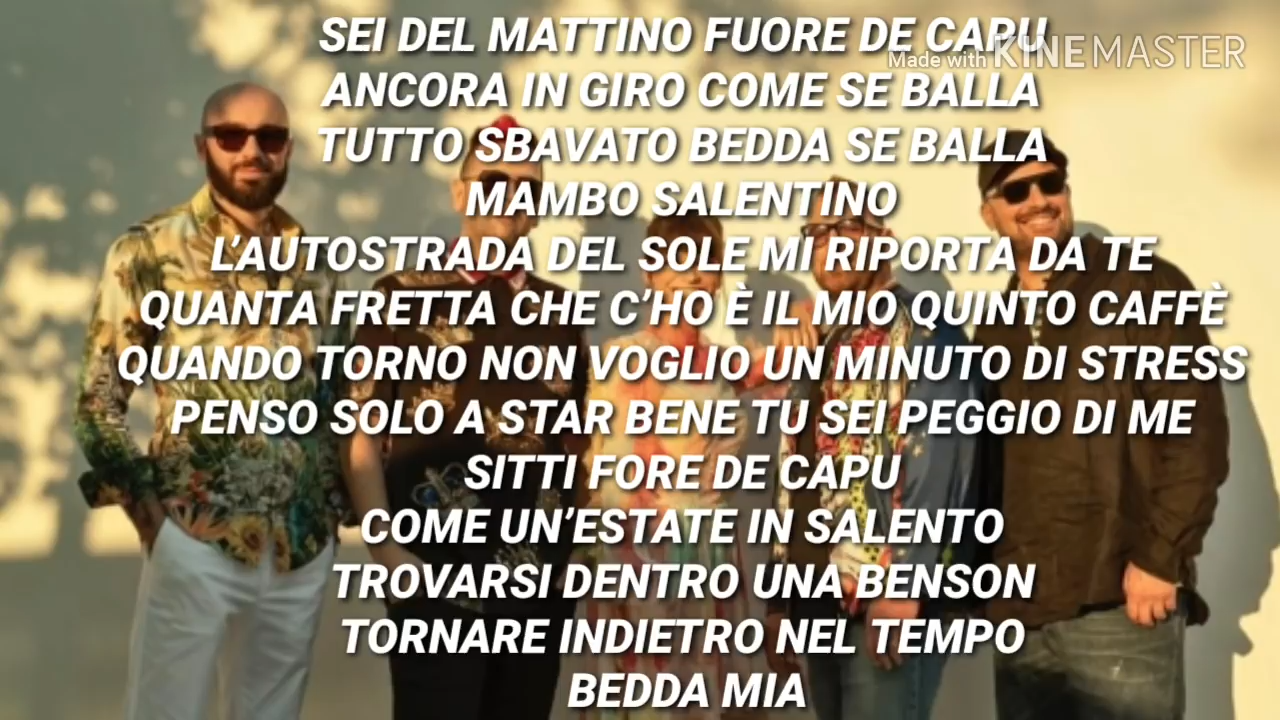 SEI DEL MATTINO FUORE DE CAPU
Made with KINEMASTER
ANCORA IN GIRO COME SE BALLA
TUTTO SBAVATO BEDDA SE BALLA
MAMBO SALENTINO
L’AUTOSTRADA DEL SOLE MI RIPORTA DA TE
QUANTA FRETTA CHE C’HO È IL MIO QUINTO CAFFÈ
QUANDO TORNO NON VOGLIO UN MINUTO DI STRESS
PENSO SOLO A STAR BENE TU SEI PEGGIO DI ME
SITTI FORE DE CAPU
COME UN’ESTATE IN SALENTO
TROVARSI DENTRO UNA BENSON
TORNARE INDIETRO NEL TEMPO
BEDDA MIA